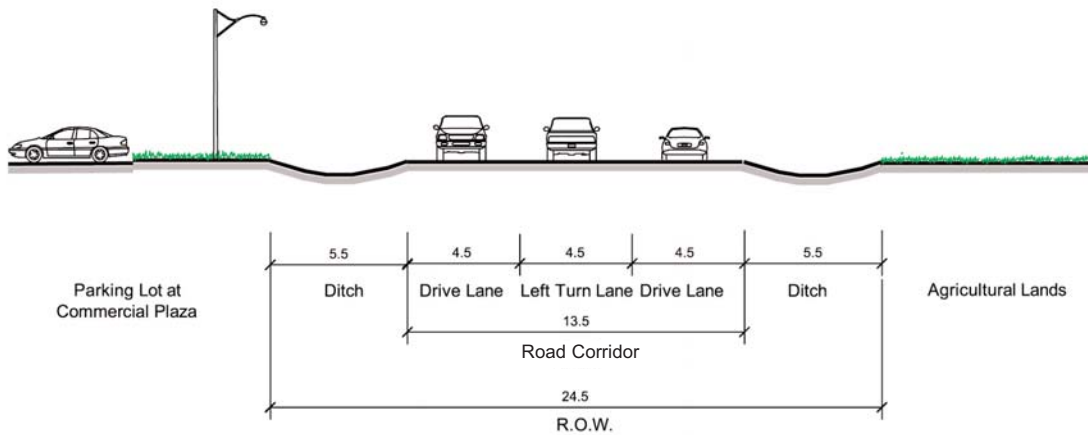 5.5
4.5
4.5
4.5
5.5
Parking Lot at
Commercial Plaza
Ditch
Drive Lane
Left Turn Lane
Drive Lane
Ditch
Agricultural Lands
13.5
Road Corridor
24.5
R.O.W.